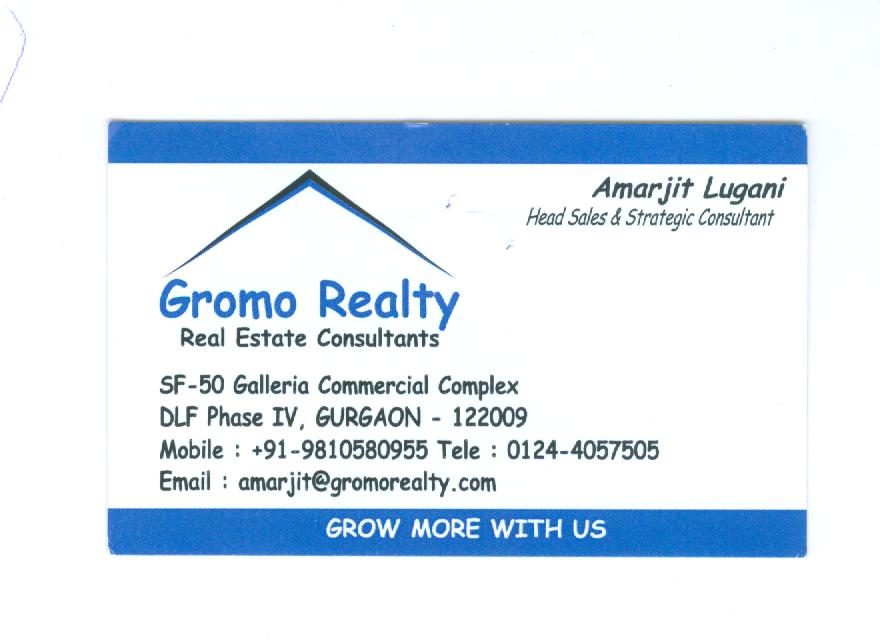 Amarjit Lugani
Head Sales & Strategic Consultant
Gromo Realty
Real Estate Consultants
SF-50 Galleria Commercial Complex
DLF Phase IV, GURGAON - 122009
Mobile : +91-9810580955 Tele : 0124-4057505
Email : amarjit@gromorealty.com
GROW MORE WITH US